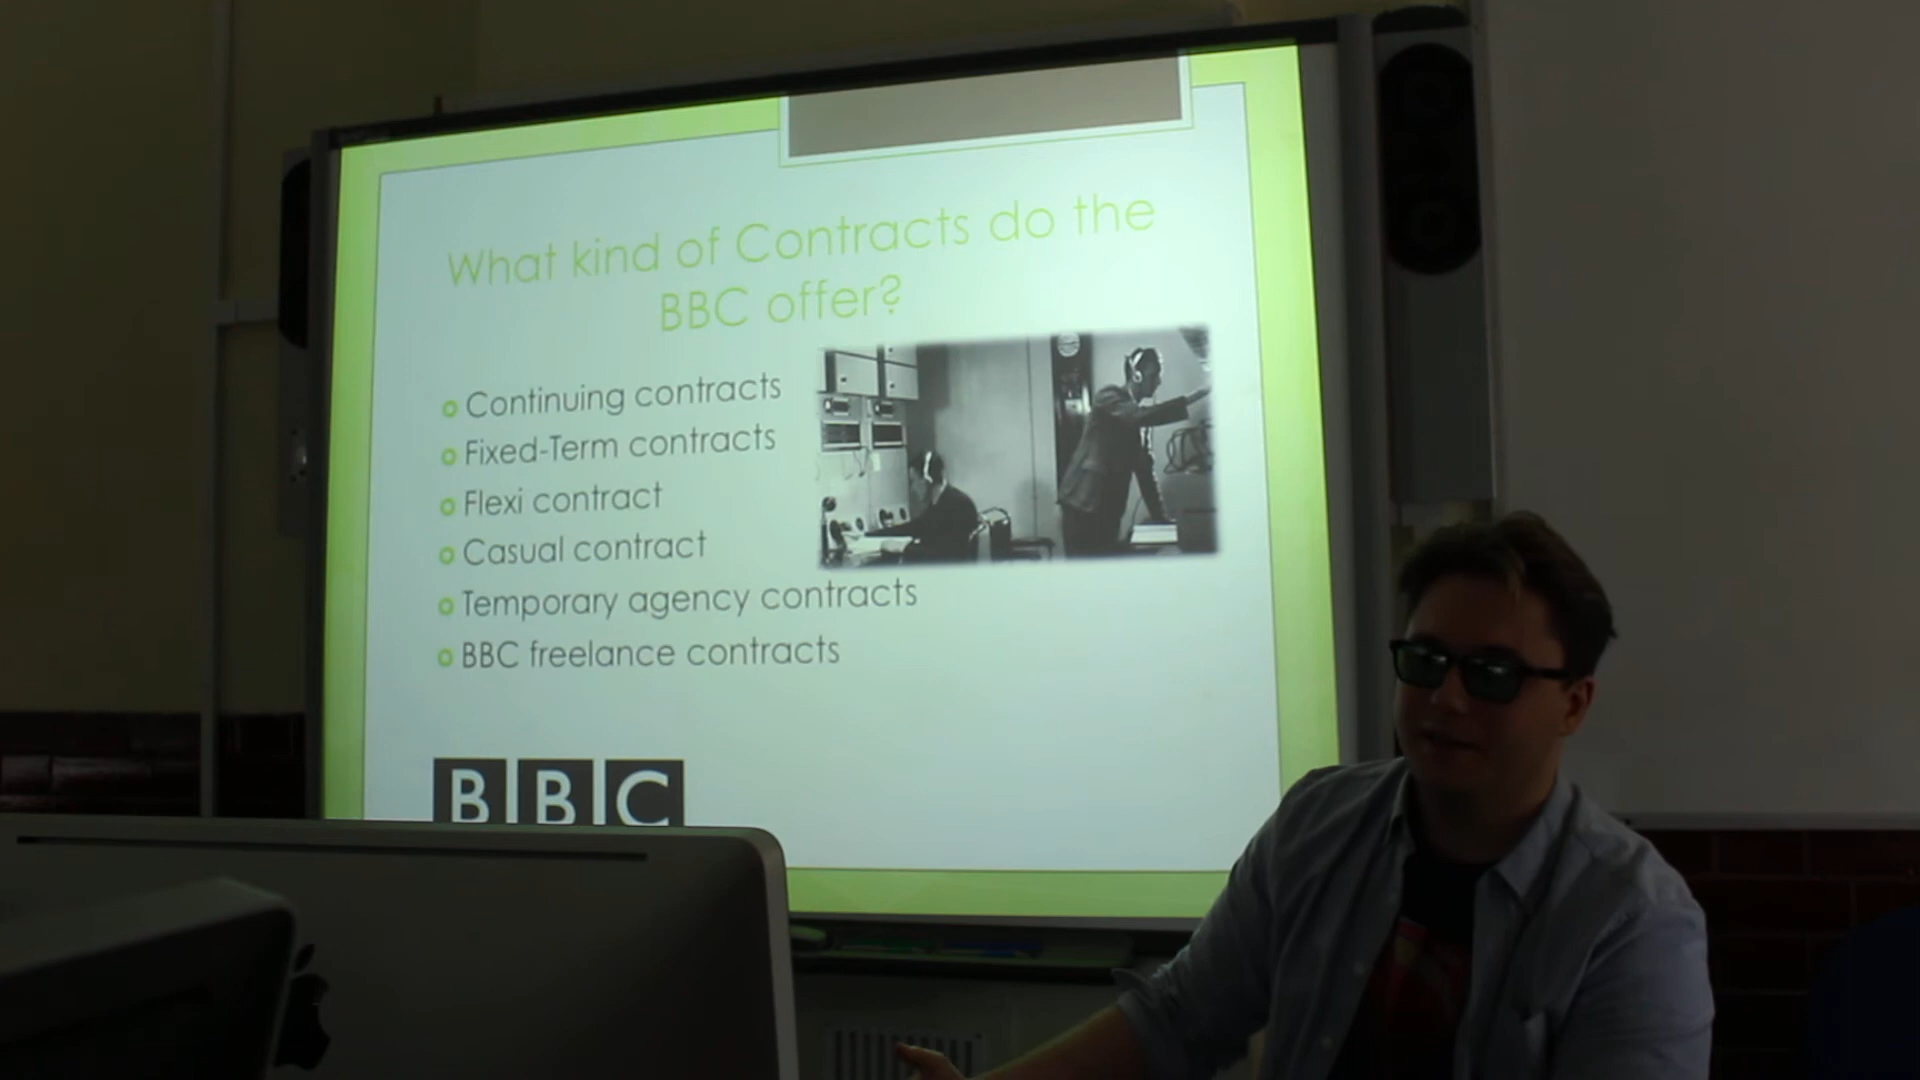 What kind of Contracts do the
BBC offer?
Continuing contracts
Fixed-Term contracts
Flexi contract
Casual contract
Temporary agency contracts
BBC freelance contracts
BBC